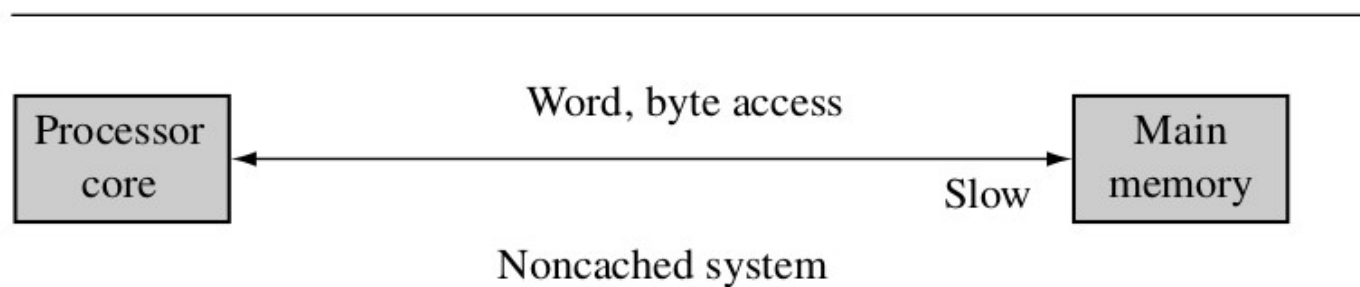 Word, byte access
Processor
core
Main
memory
Slow
Noncached system